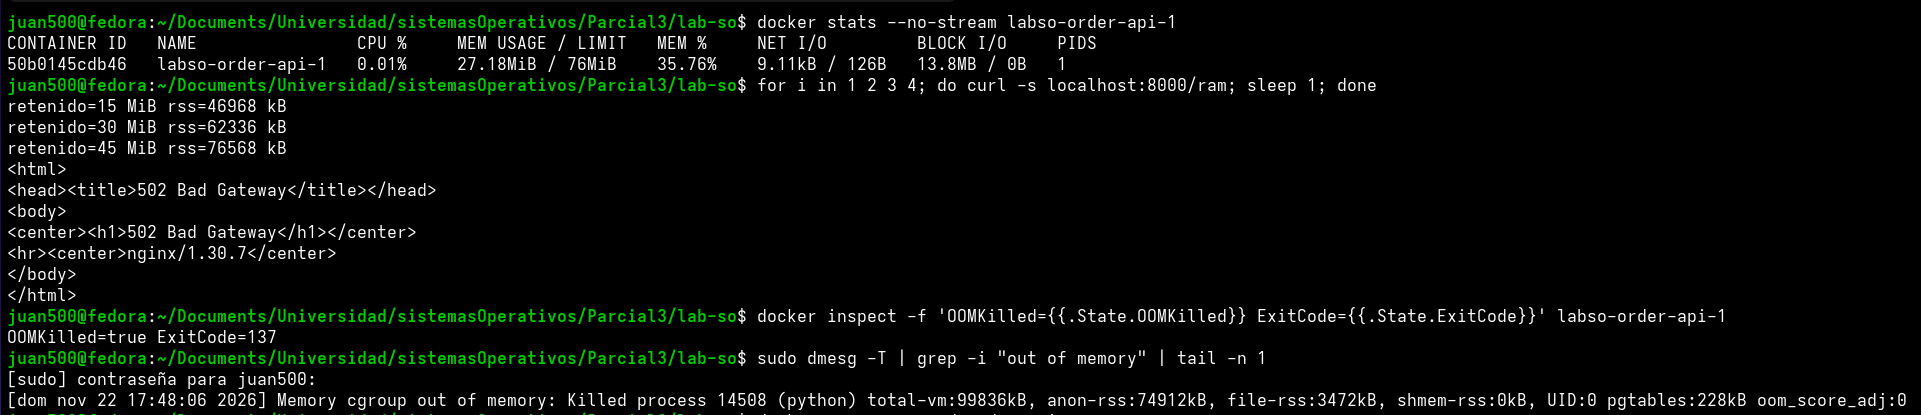 juan500@fedora:~/Documents/Universidad/sistemasOperativos/Parcial3/lab-so$ docker stats --no-stream labso-order-api-1
CONTAINER ID   NAME                CPU %     MEM USAGE / LIMIT   MEM %     NET I/O         BLOCK I/O     PIDS
50b0145cdb46   labso-order-api-1   0.01%     27.18MiB / 76MiB    35.76%    9.11kB / 126B   13.8MB / 0B   1
juan500@fedora:~/Documents/Universidad/sistemasOperativos/Parcial3/lab-so$ for i in 1 2 3 4; do curl -s localhost:8000/ram; sleep 1; done
retenido=15 MiB rss=46968 kB
retenido=30 MiB rss=62336 kB
retenido=45 MiB rss=76568 kB
<html>
<head><title>502 Bad Gateway</title></head>
<body>
<center><h1>502 Bad Gateway</h1></center>
<hr><center>nginx/1.30.7</center>
</body>
</html>
juan500@fedora:~/Documents/Universidad/sistemasOperativos/Parcial3/lab-so$ docker inspect -f 'OOMKilled={{.State.OOMKilled}} ExitCode={{.State.ExitCode}}' labso-order-api-1
OOMKilled=true ExitCode=137
juan500@fedora:~/Documents/Universidad/sistemasOperativos/Parcial3/lab-so$ sudo dmesg -T | grep -i "out of memory" | tail -n 1
[sudo] contraseña para juan500:
[dom nov 22 17:48:06 2026] Memory cgroup out of memory: Killed process 14508 (python) total-vm:99836kB, anon-rss:74912kB, file-rss:3472kB, shmem-rss:0kB, UID:0 pgtables:228kB oom_score_adj:0